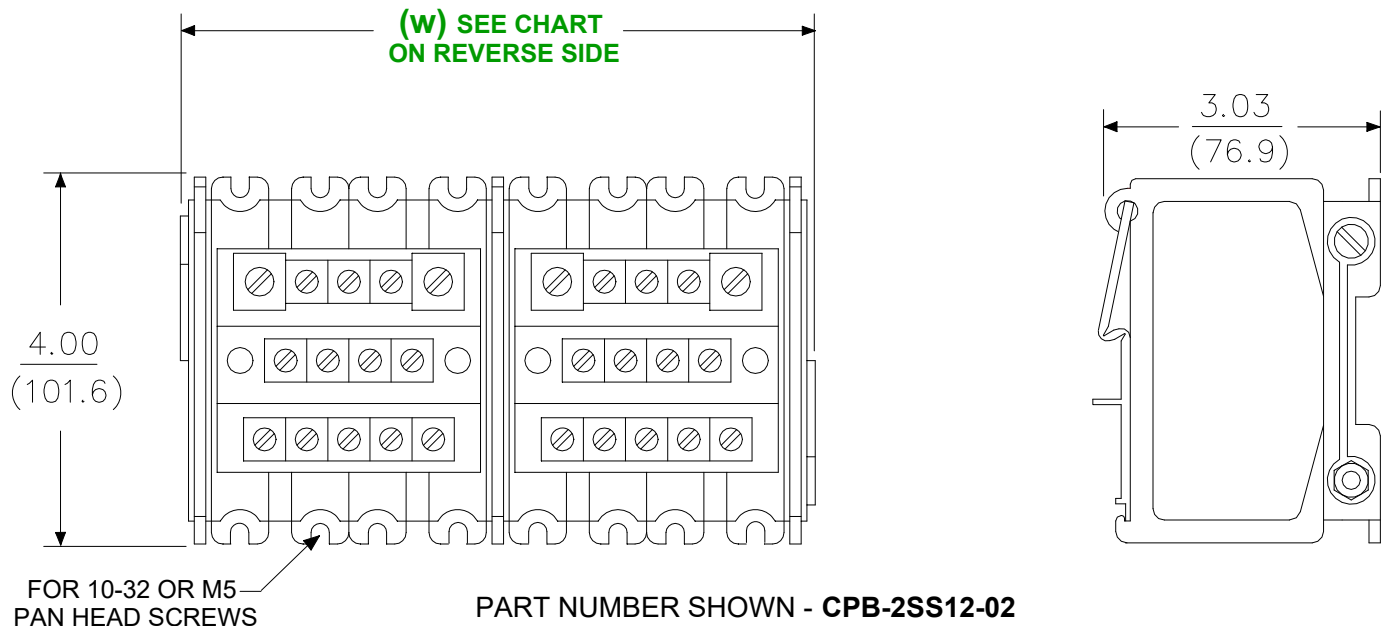 (W) SEE CHART
ON REVERSE SIDE
3.03
(76.9)
4.00
(101.6)
FOR 10-32 OR M5
PAN HEAD SCREWS
PART NUMBER SHOWN - CPB-2SS12-02